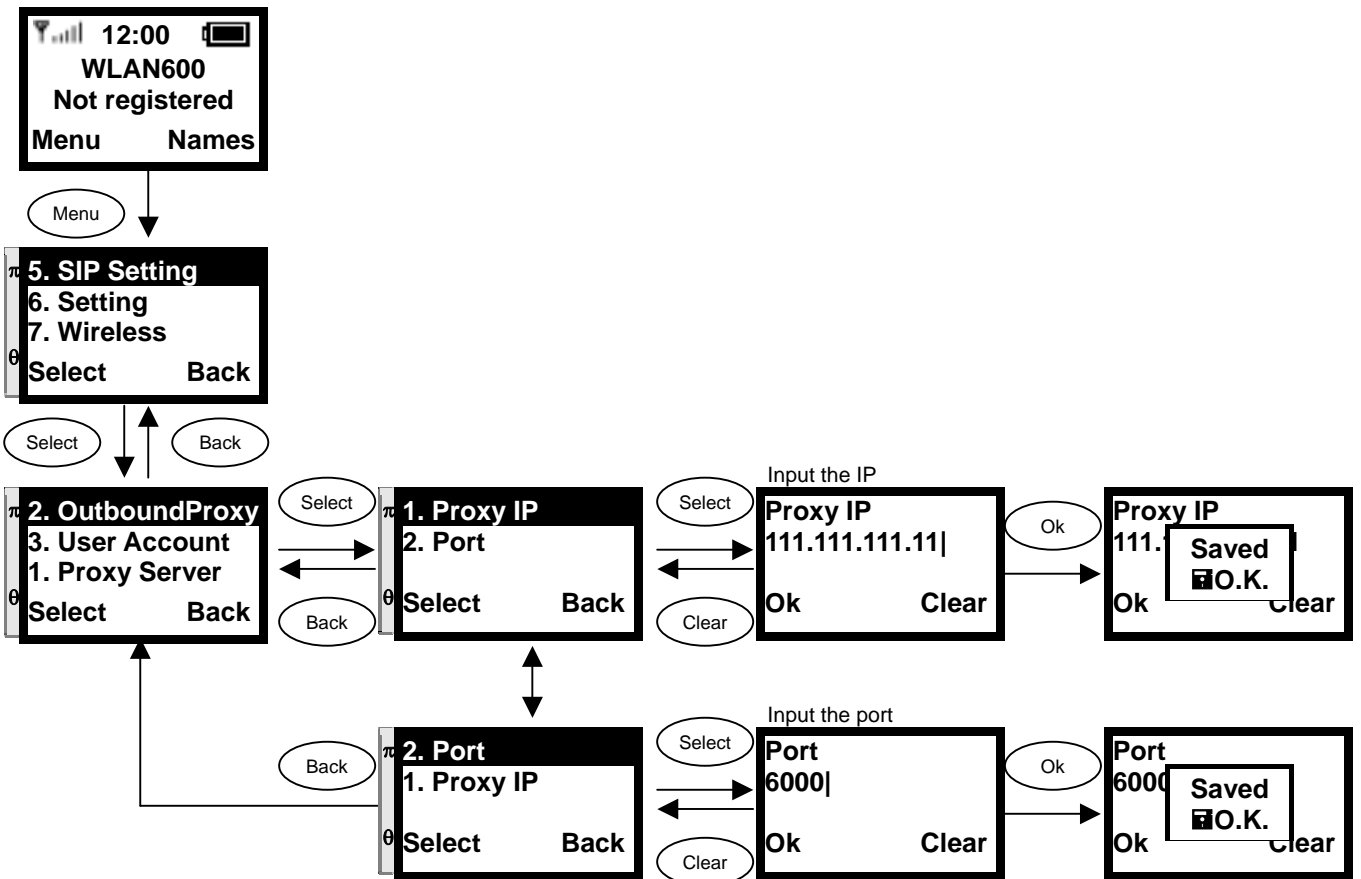 12:00
WLAN600
Not registered
Menu Names
Menu
π 5. SIP Setting
6. Setting
7. Wireless
θ Select Back
Select Back
π 2. OutboundProxy
3. User Account
1. Proxy Server
θ Select Back
Select
Back
π 1. Proxy IP
2. Port
θ Select Back
Select
Clear
Input the IP
Proxy IP
111.111.111.11|
Ok Clear
Ok
Proxy IP
111.1
Saved
O.K.
Ok Clear
Back
π 2. Port
1. Proxy IP
θ Select Back
Select
Clear
Input the port
Port
6000|
Ok Clear
Ok
Port
6000
Saved
O.K.
Ok Clear